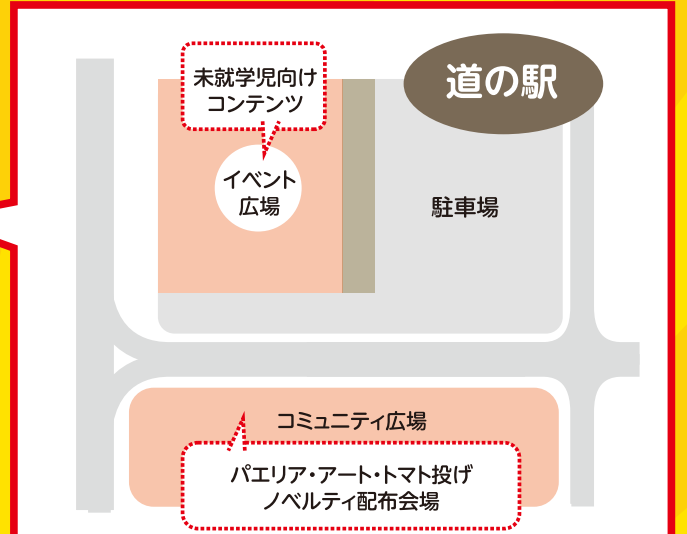 未就学児向け
コンテンツ
道の駅
イベント
広場
駐車場
コミュニティ広場
パエリア・アート・トマト投げ
ノベルティ配布会場